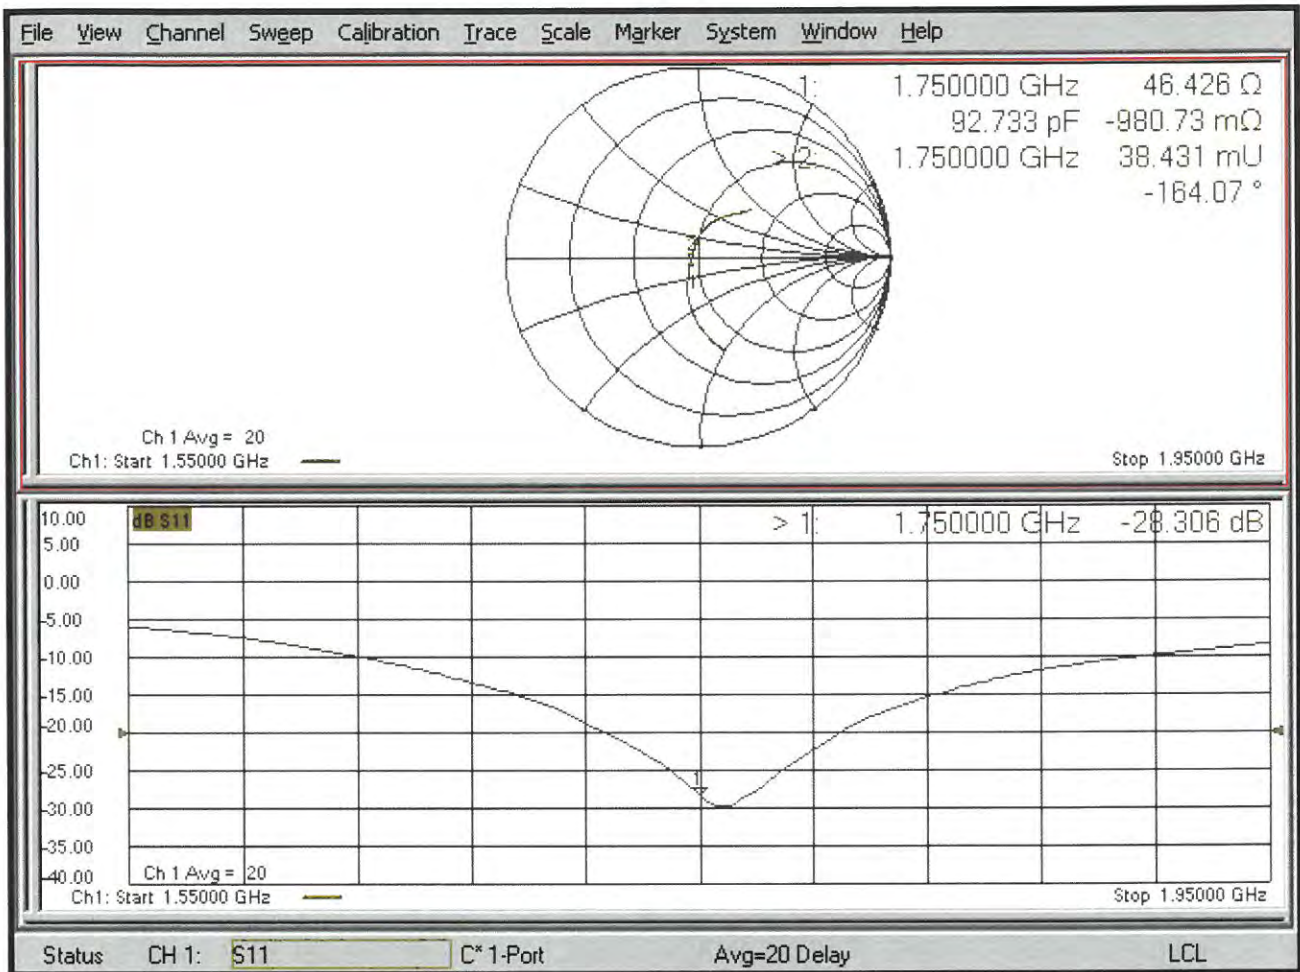 File View Channel Sweep Calibration Trace Scale Marker System Window Help
1: 1.750000 GHz 46.426 Ω
92.733 pF -980.73 mΩ
> 2: 1.750000 GHz 38.431 mU
-164.07 °
Ch 1 Avg = 20
Ch1: Start 1.55000 GHz Stop 1.95000 GHz
10.00 dB S11 > 1: 1.750000 GHz -28.306 dB
5.00
0.00
-5.00
-10.00
-15.00
-20.00
-25.00
1
-30.00
-35.00
-40.00 Ch 1 Avg = 20
Ch1: Start 1.55000 GHz Stop 1.95000 GHz
Status CH 1: S11 C* 1-Port Avg=20 Delay LCL